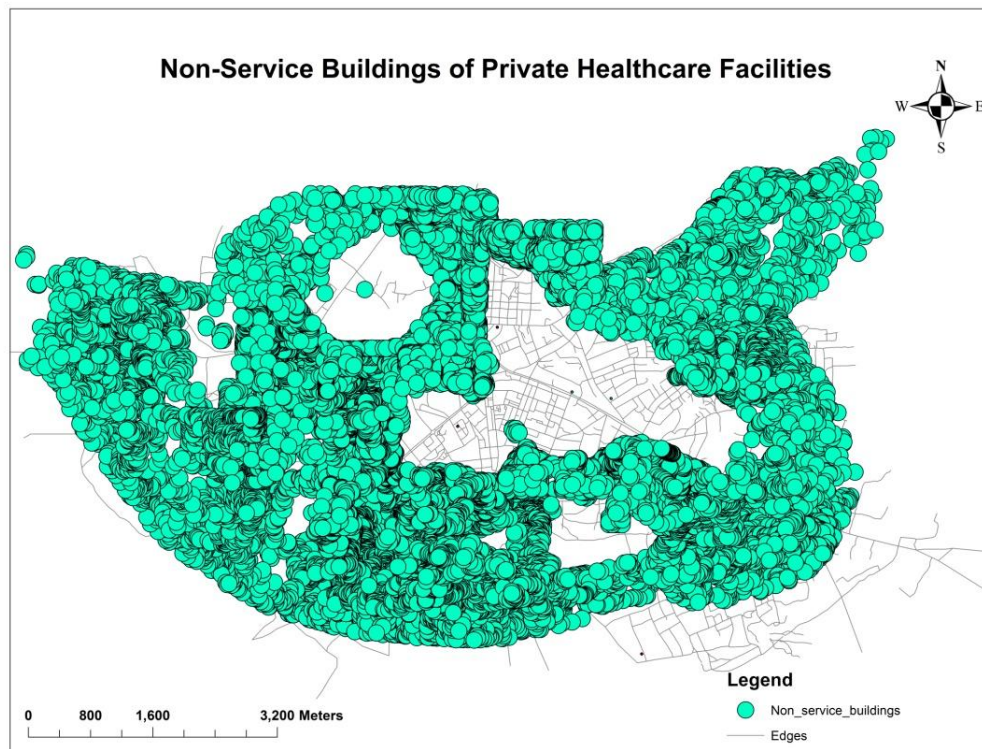 Non-Service Buildings of Private Healthcare Facilities
N
W E
S
Legend
Non_service_buildings
Edges
0 800 1,600 3,200 Meters